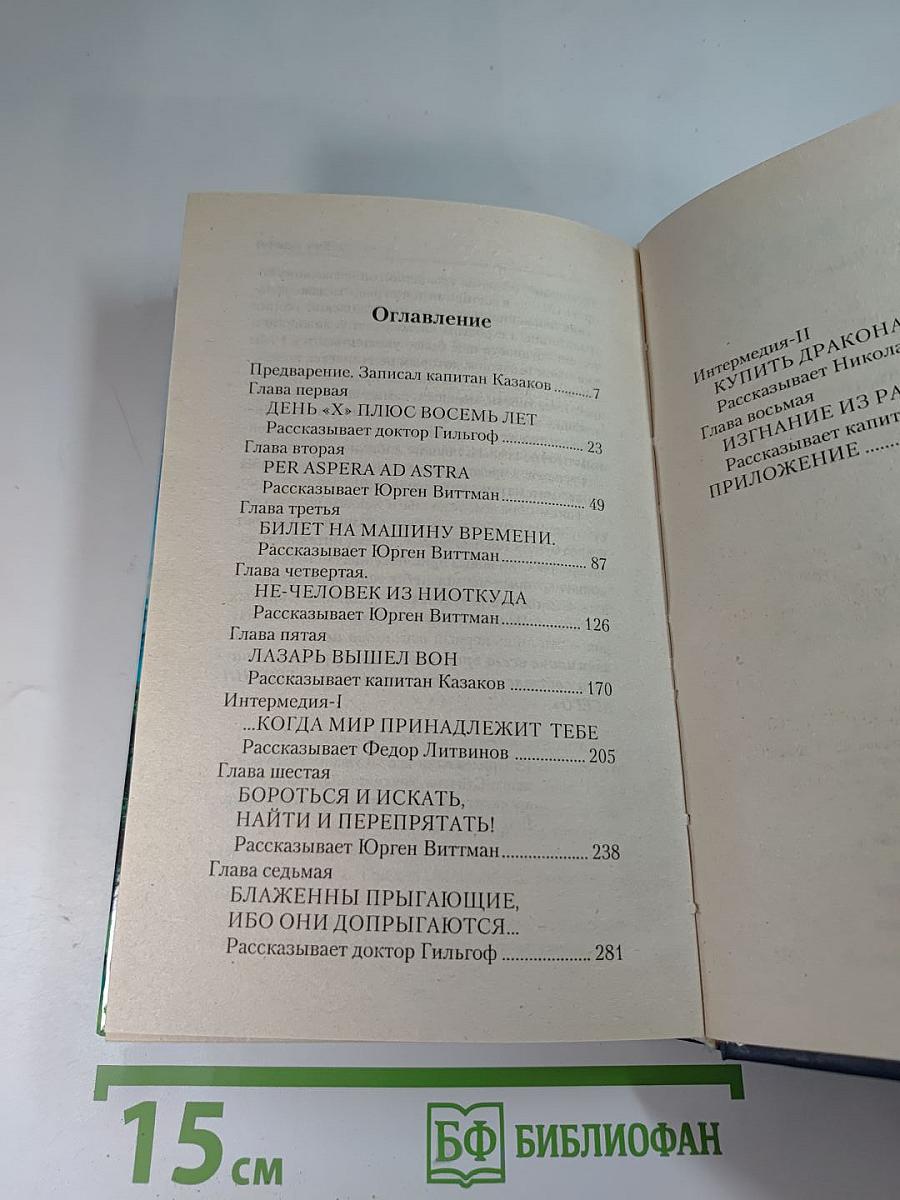 Оглавление
Предварение. Записал капитан Казаков..........7
Глава первая
ДЕНЬ «X» ПЛЮС ВОСЕМЬ ЛЕТ
Рассказывает доктор Гильгоф.................. 23
Глава вторая
PER ASPERA AD ASTRA
Рассказывает Юрген Виттман.................. 49
Глава третья
БИЛЕТ НА МАШИНУ ВРЕМЕНИ.
Рассказывает Юрген Виттман.................. 87
Глава четвертая.
НЕ-ЧЕЛОВЕК ИЗ НИОТКУДА
Рассказывает Юрген Виттман.................. 126
Глава пятая
ЛАЗАРЬ ВЫШЕЛ ВОН
Рассказывает капитан Казаков .................. 170
Интермедия-I
...КОГДА МИР ПРИНАДЛЕЖИТ ТЕБЕ
Рассказывает Федор Литвинов .................. 205
Глава шестая
БОРОТЬСЯ И ИСКАТЬ,
НАЙТИ И ПЕРЕПРЯТАТЬ!
Рассказывает Юрген Виттман.................. 238
Глава седьмая
БЛАЖЕННЫ ПРЫГАЮЩИЕ,
ИБО ОНИ ДОПРЫГАЮТСЯ...
Рассказывает доктор Гильгоф .................. 281
Интермедия-II
КУПИТЬ ДРАКОНА
Рассказывает Никола
Глава восьмая
ИЗГНАНИЕ ИЗ РА
Рассказывает капит
ПРИЛОЖЕНИЕ ........
15 см
БФ БИБЛИОФАН